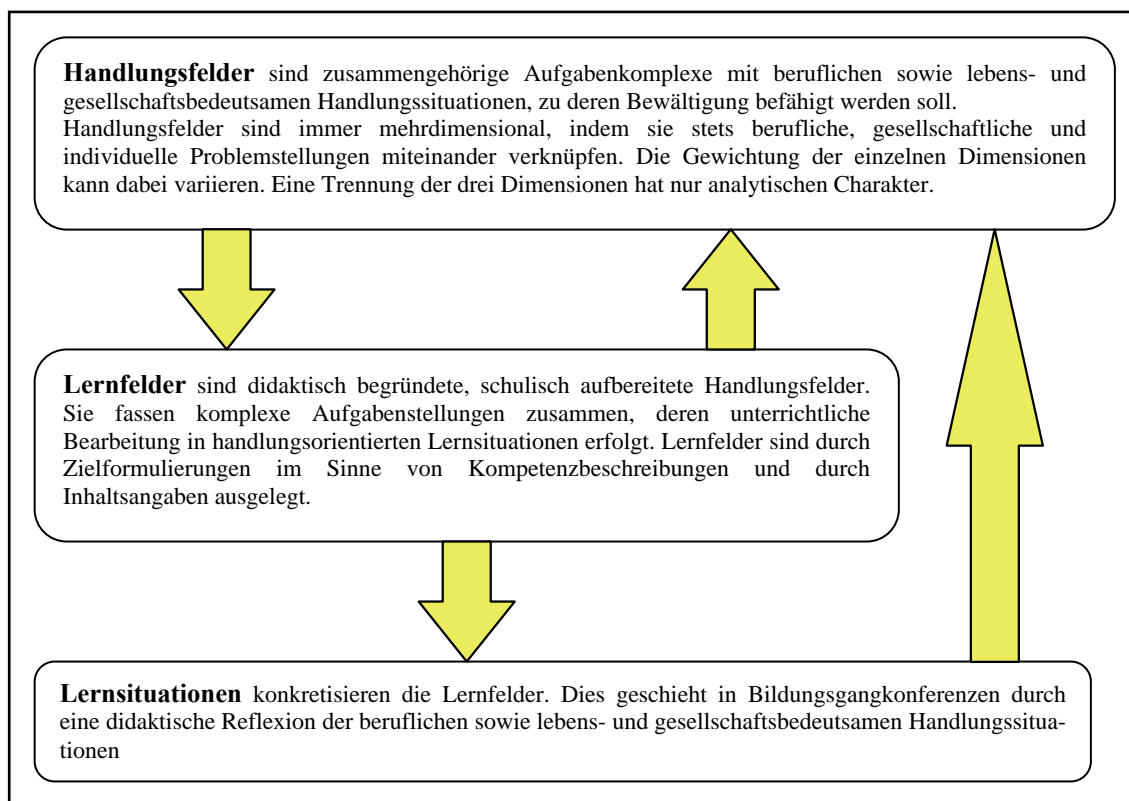 Handlungsfelder sind zusammengehörige Aufgabenkomplexe mit beruflichen sowie lebens- und
gesellschaftsbedeutsamen Handlungssituationen, zu deren Bewältigung befähigt werden soll.
Handlungsfelder sind immer mehrdimensional, indem sie stets berufliche, gesellschaftliche und
individuelle Problemstellungen miteinander verknüpfen. Die Gewichtung der einzelnen Dimensionen
kann dabei variieren. Eine Trennung der drei Dimensionen hat nur analytischen Charakter.
Lernfelder sind didaktisch begründete, schulisch aufbereitete Handlungsfelder.
Sie fassen komplexe Aufgabenstellungen zusammen, deren unterrichtliche
Bearbeitung in handlungsorientierten Lernsituationen erfolgt. Lernfelder sind durch
Zielformulierungen im Sinne von Kompetenzbeschreibungen und durch
Inhaltsangaben ausgelegt.
Lernsituationen konkretisieren die Lernfelder. Dies geschieht in Bildungsgangkonferenzen durch
eine didaktische Reflexion der beruflichen sowie lebens- und gesellschaftsbedeutsamen Handlungssitua-
tionen